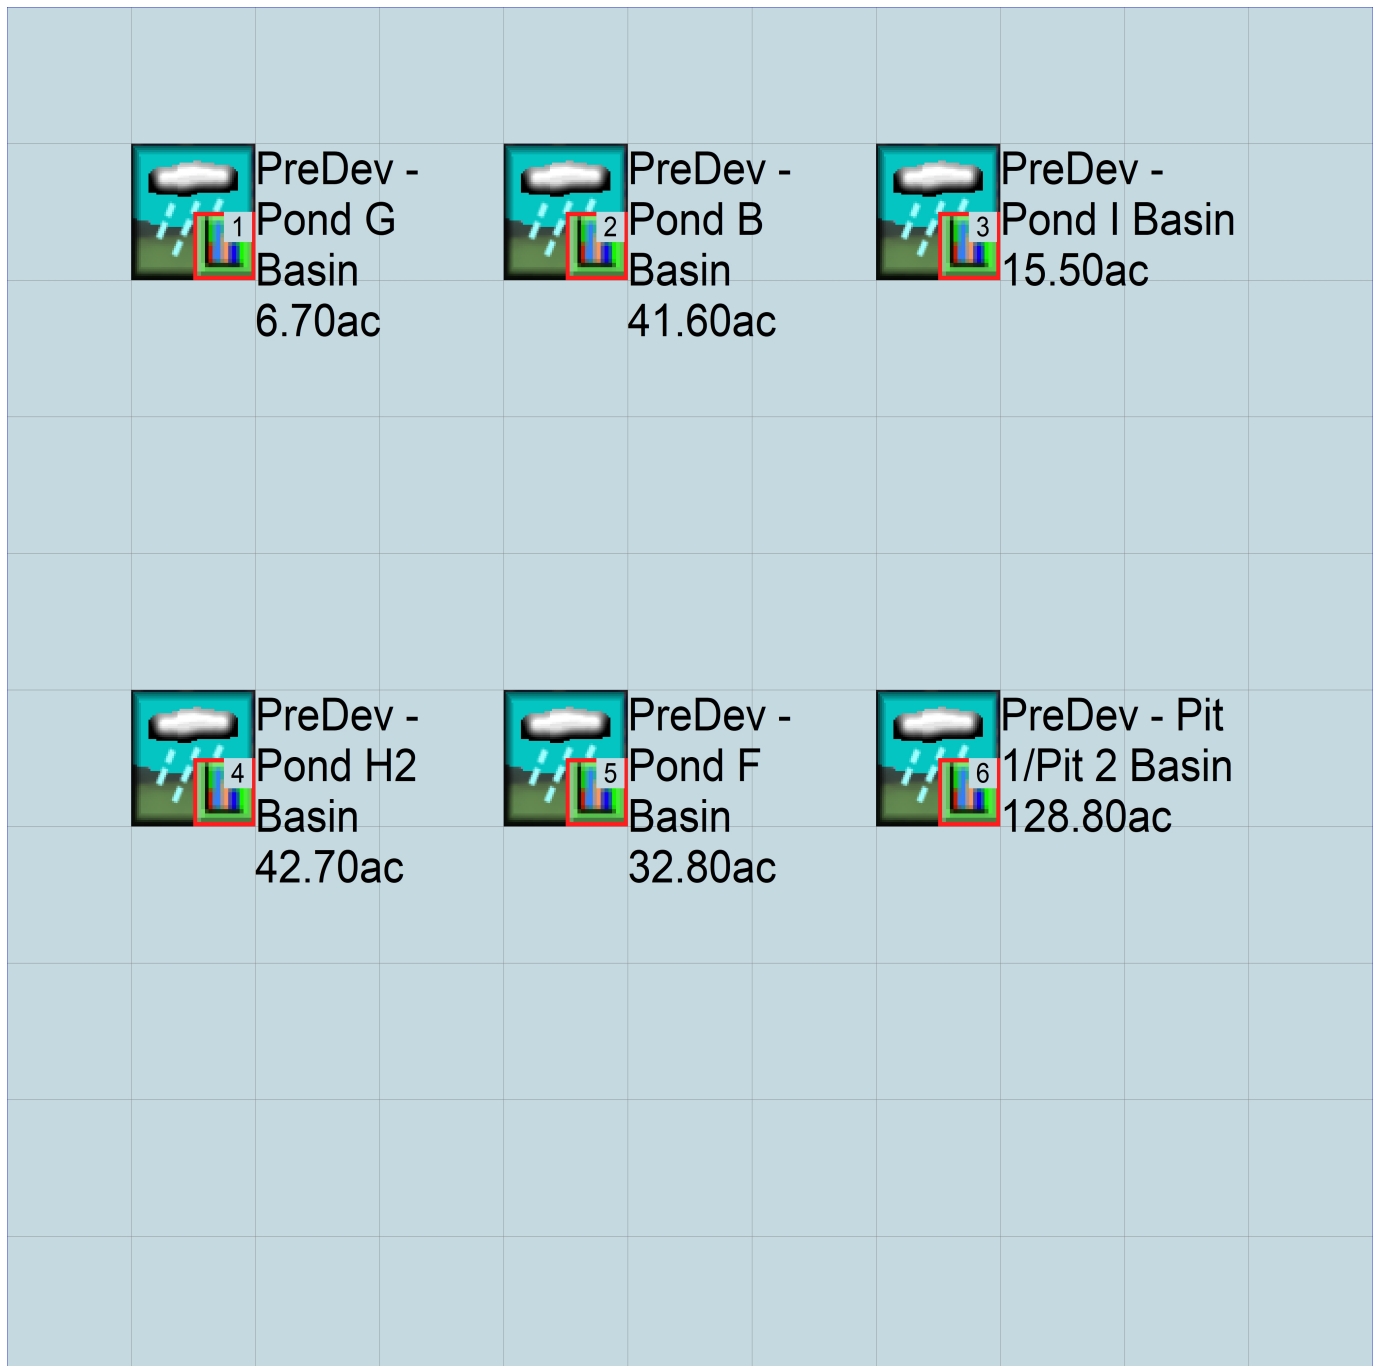 1
PreDev -
Pond G
Basin
6.70ac
2
PreDev -
Pond B
Basin
41.60ac
3
PreDev -
Pond I Basin
15.50ac
4
PreDev -
Pond H2
Basin
42.70ac
5
PreDev -
Pond F
Basin
32.80ac
6
PreDev - Pit
1/Pit 2 Basin
128.80ac